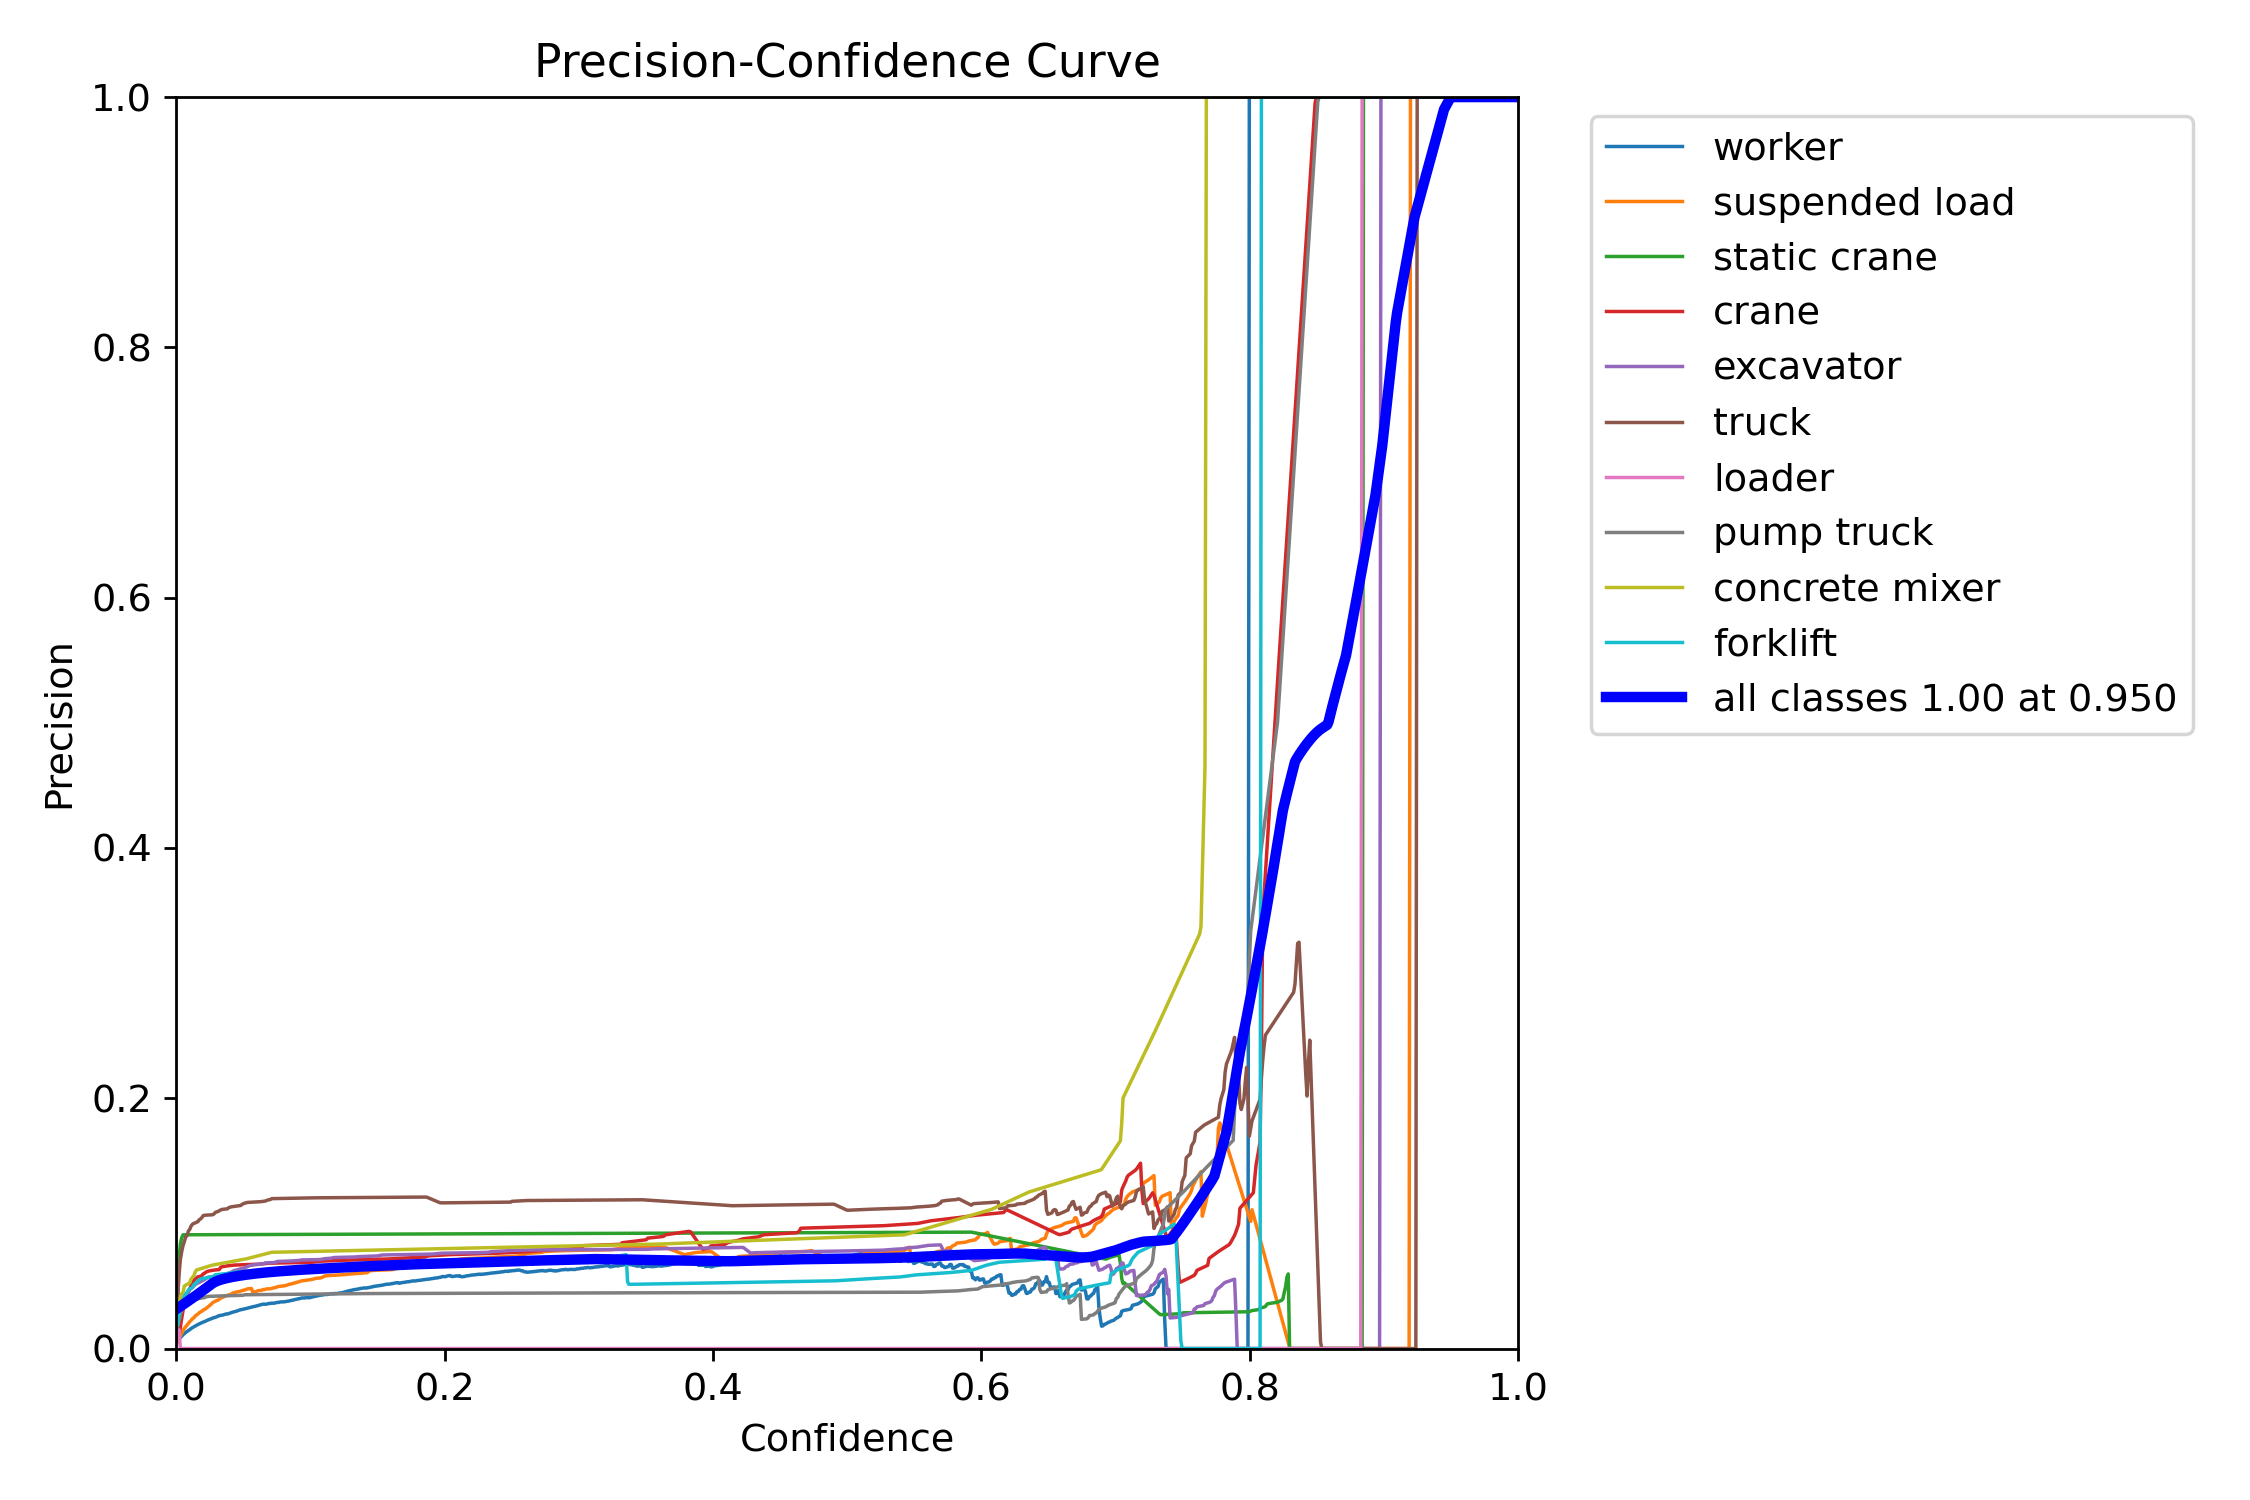 Precision-Confidence Curve
1.0
0.8
0.6
0.4
0.2
0.0
Precision
0.0 0.2 0.4 0.6 0.8 1.0
Confidence
worker
suspended load
static crane
crane
excavator
truck
loader
pump truck
concrete mixer
forklift
all classes 1.00 at 0.950